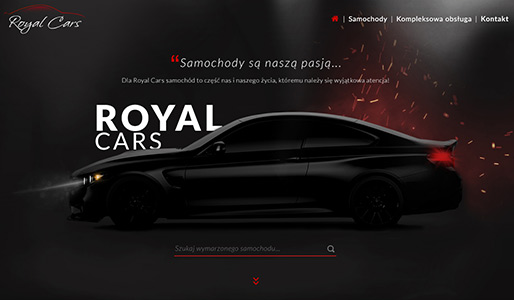 Royal Cars
| Samochody | Kompleksowa obsługa | Kontakt
“Samochody są naszą pasją...
Dla Royal Cars samochód to część nas i naszego życia, któremu należy się wyjątkowa atencja!
ROYAL
CARS
Szukaj wymarzonego samochodu...